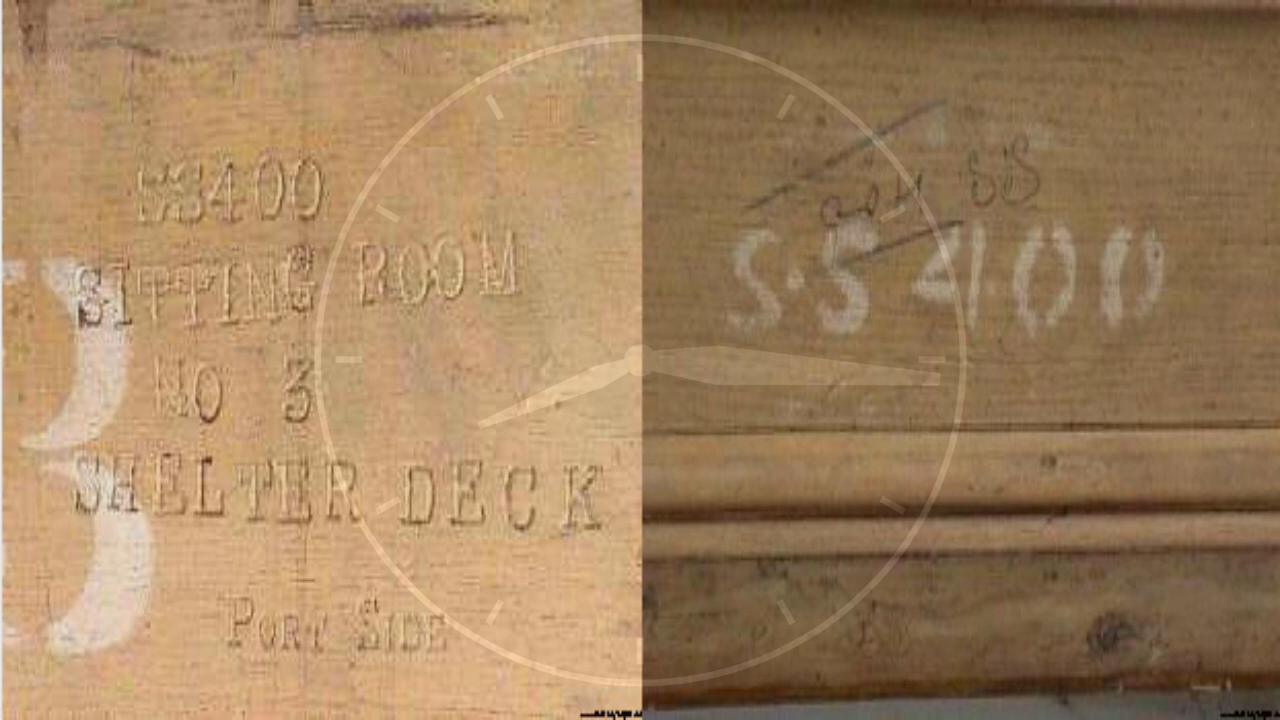 SS400
SITTING ROOM
NO 3
SHELTER DECK
PORT SIDE
SS
S.S 400